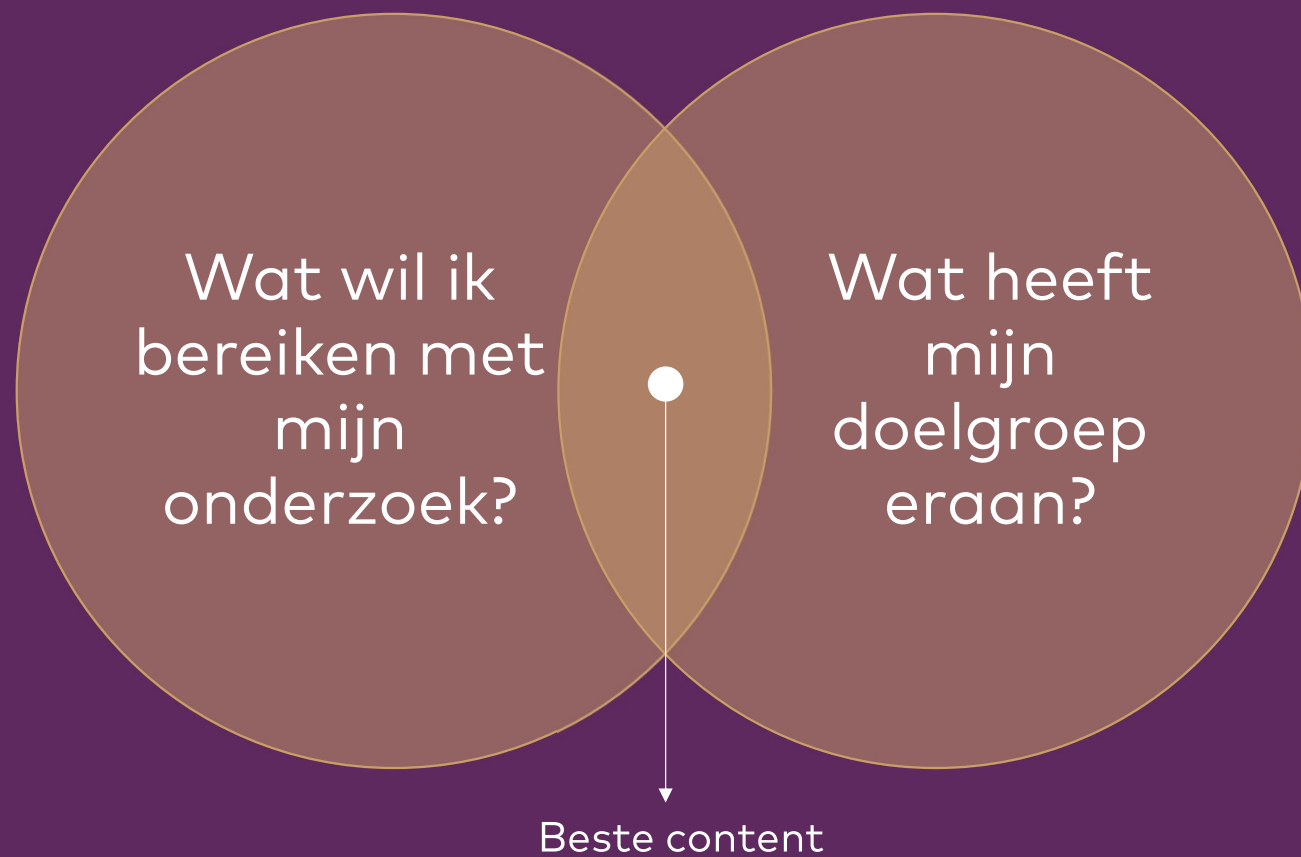 Wat wil ik
bereiken met
mijn
onderzoek?
Wat heeft
mijn
doelgroep
eraan?
Beste content